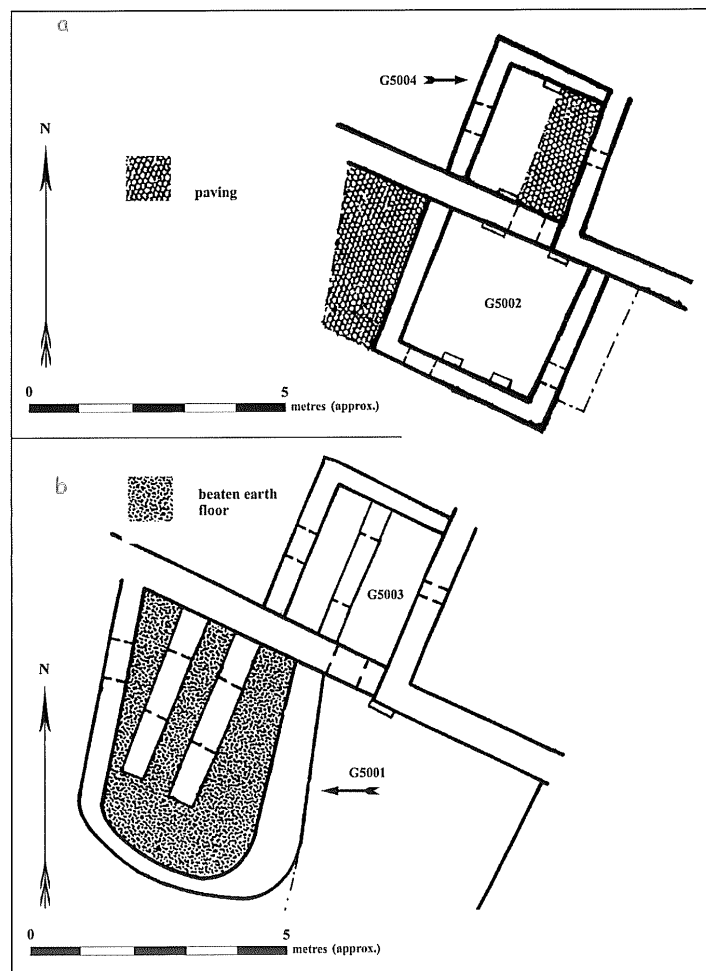 a
G5004
N
paving
G5002
0 5
metres (approx.)
b
beaten earth
floor
G5003
N
G5001
0 5
metres (approx.)